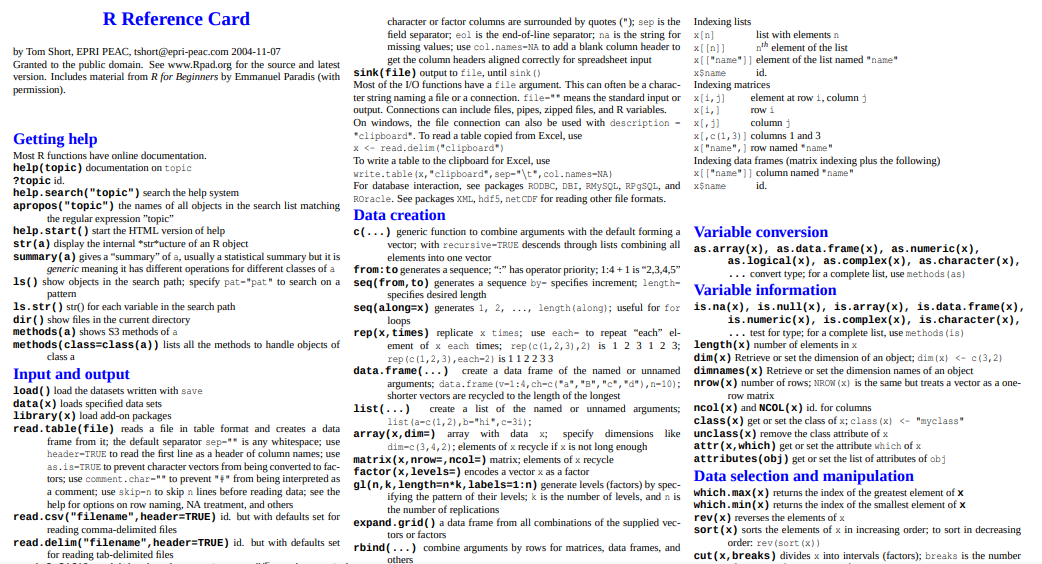 R Reference Card
by Tom Short, EPRI PEAC, tshort@epri-peac.com 2004-11-07
Granted to the public domain. See www.Rpad.org for the source and latest
version. Includes material from R for Beginners by Emmanuel Paradis (with
permission).
Getting help
Most R functions have online documentation.
help(topic) documentation on topic
?topic id.
help.search("topic") search the help system
apropos("topic") the names of all objects in the search list matching
the regular expression ”topic”
help.start() start the HTML version of help
str(a) display the internal *str*ucture of an R object
summary(a) gives a “summary” of a, usually a statistical summary but it is
generic meaning it has different operations for different classes of a
ls() show objects in the search path; specify pat="pat" to search on a
pattern
ls.str() str() for each variable in the search path
dir() show files in the current directory
methods(a) shows S3 methods of a
methods(class=class(a)) lists all the methods to handle objects of
class a
Input and output
load() load the datasets written with save
data(x) loads specified data sets
library(x) load add-on packages
read.table(file) reads a file in table format and creates a data
frame from it; the default separator sep="" is any whitespace; use
header=TRUE to read the first line as a header of column names; use
as.is=TRUE to prevent character vectors from being converted to fac-
tors; use comment.char="" to prevent "#" from being interpreted as
a comment; use skip=n to skip n lines before reading data; see the
help for options on row naming, NA treatment, and others
read.csv("filename",header=TRUE) id. but with defaults set for
reading comma-delimited files
read.delim("filename",header=TRUE) id. but with defaults set
for reading tab-delimited files
character or factor columns are surrounded by quotes ("); sep is the
field separator; eol is the end-of-line separator; na is the string for
missing values; use col.names=NA to add a blank column header to
get the column headers aligned correctly for spreadsheet input
sink(file) output to file, until sink()
Most of the I/O functions have a file argument. This can often be a charac-
ter string naming a file or a connection. file="" means the standard input or
output. Connections can include files, pipes, zipped files, and R variables.
On windows, the file connection can also be used with description =
"clipboard". To read a table copied from Excel, use
x <- read.delim("clipboard")
To write a table to the clipboard for Excel, use
write.table(x,"clipboard",sep="\t",col.names=NA)
For database interaction, see packages RODBC, DBI, RMySQL, RPgSQL, and
ROracle. See packages XML, hdf5, netCDF for reading other file formats.
Data creation
c(...) generic function to combine arguments with the default forming a
vector; with recursive=TRUE descends through lists combining all
elements into one vector
from:to generates a sequence; “:” has operator priority; 1:4 + 1 is “2,3,4,5”
seq(from,to) generates a sequence by= specifies increment; length=
specifies desired length
seq(along=x) generates 1, 2, ..., length(along); useful for for
loops
rep(x,times) replicate x times; use each= to repeat “each” el-
ement of x each times; rep(c(1,2,3),2) is 1 2 3 1 2 3;
rep(c(1,2,3),each=2) is 1 1 2 2 3 3
data.frame(...) create a data frame of the named or unnamed
arguments; data.frame(v=1:4,ch=c("a","B","c","d"),n=10);
shorter vectors are recycled to the length of the longest
list(...) create a list of the named or unnamed arguments;
list(a=c(1,2),b="hi",c=3i);
array(x,dim=) array with data x; specify dimensions like
dim=c(3,4,2); elements of x recycle if x is not long enough
matrix(x,nrow=,ncol=) matrix; elements of x recycle
factor(x,levels=) encodes a vector x as a factor
gl(n,k,length=n*k,labels=1:n) generate levels (factors) by spec-
ifying the pattern of their levels; k is the number of levels, and n is
the number of replications
expand.grid() a data frame from all combinations of the supplied vec-
tors or factors
rbind(...) combine arguments by rows for matrices, data frames, and
others
Indexing lists
x[n] list with elements n
x[[n]] nth element of the list
x[["name"]] element of the list named "name"
x$name id.
Indexing matrices
x[i,j] element at row i, column j
x[i,] row i
x[,j] column j
x[,c(1,3)] columns 1 and 3
x["name",] row named "name"
Indexing data frames (matrix indexing plus the following)
x[["name"]] column named "name"
x$name id.
Variable conversion
as.array(x), as.data.frame(x), as.numeric(x),
as.logical(x), as.complex(x), as.character(x),
... convert type; for a complete list, use methods(as)
Variable information
is.na(x), is.null(x), is.array(x), is.data.frame(x),
is.numeric(x), is.complex(x), is.character(x),
... test for type; for a complete list, use methods(is)
length(x) number of elements in x
dim(x) Retrieve or set the dimension of an object; dim(x) <- c(3,2)
dimnames(x) Retrieve or set the dimension names of an object
nrow(x) number of rows; NROW(x) is the same but treats a vector as a one-
row matrix
ncol(x) and NCOL(x) id. for columns
class(x) get or set the class of x; class(x) <- "myclass"
unclass(x) remove the class attribute of x
attr(x,which) get or set the attribute which of x
attributes(obj) get or set the list of attributes of obj
Data selection and manipulation
which.max(x) returns the index of the greatest element of x
which.min(x) returns the index of the smallest element of x
rev(x) reverses the elements of x
sort(x) sorts the elements of x in increasing order; to sort in decreasing
order: rev(sort(x))
cut(x,breaks) divides x into intervals (factors); breaks is the number